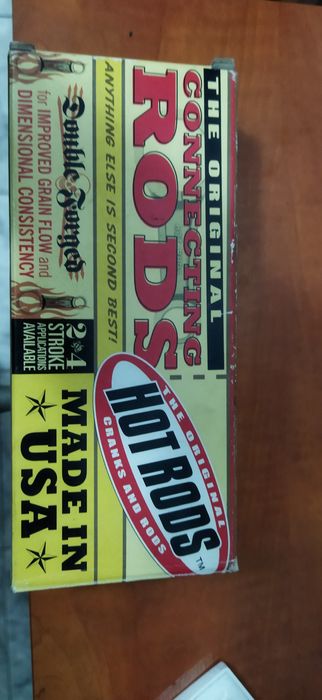 THE ORIGINAL
CONNECTING
RODS
ANYTHING ELSE IS SECOND BEST!
Double Forged
for IMPROVED GRAIN FLOW and
DIMENSIONAL CONSISTENCY
2 & 4
STROKE
APPLICATIONS
AVAILABLE
THE ORIGINAL
HOT RODS
TM
CRANKS AND RODS
MADE IN
USA